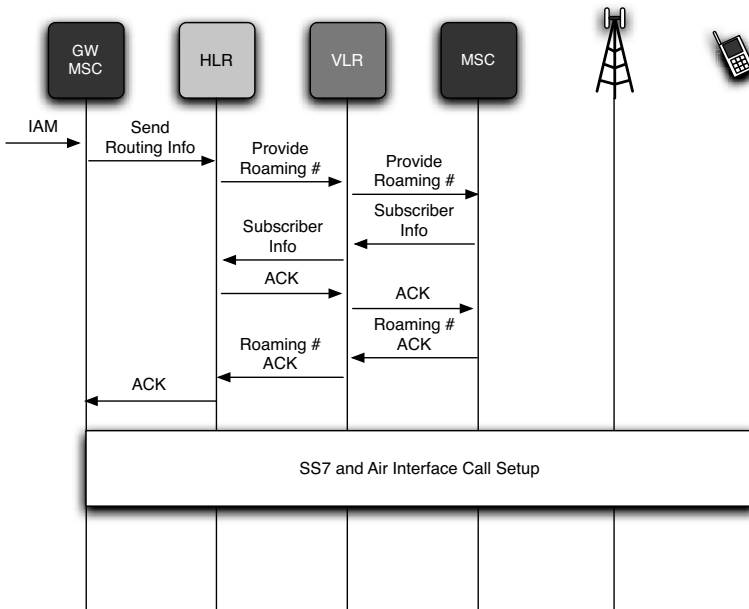 GW
MSC
HLR
VLR
MSC
IAM
Send
Routing Info
Provide
Roaming #
Provide
Roaming #
Subscriber
Info
Subscriber
Info
ACK
ACK
Roaming #
ACK
Roaming #
ACK
ACK
SS7 and Air Interface Call Setup